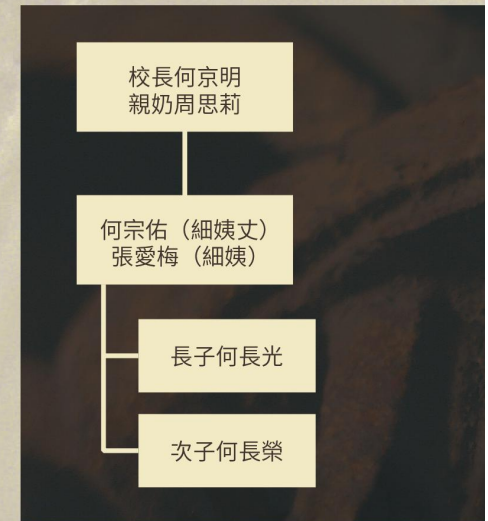 校長何京明
親奶周思莉
何宗佑（細姨丈）
張愛梅（細姨）
長子何長光
次子何長榮